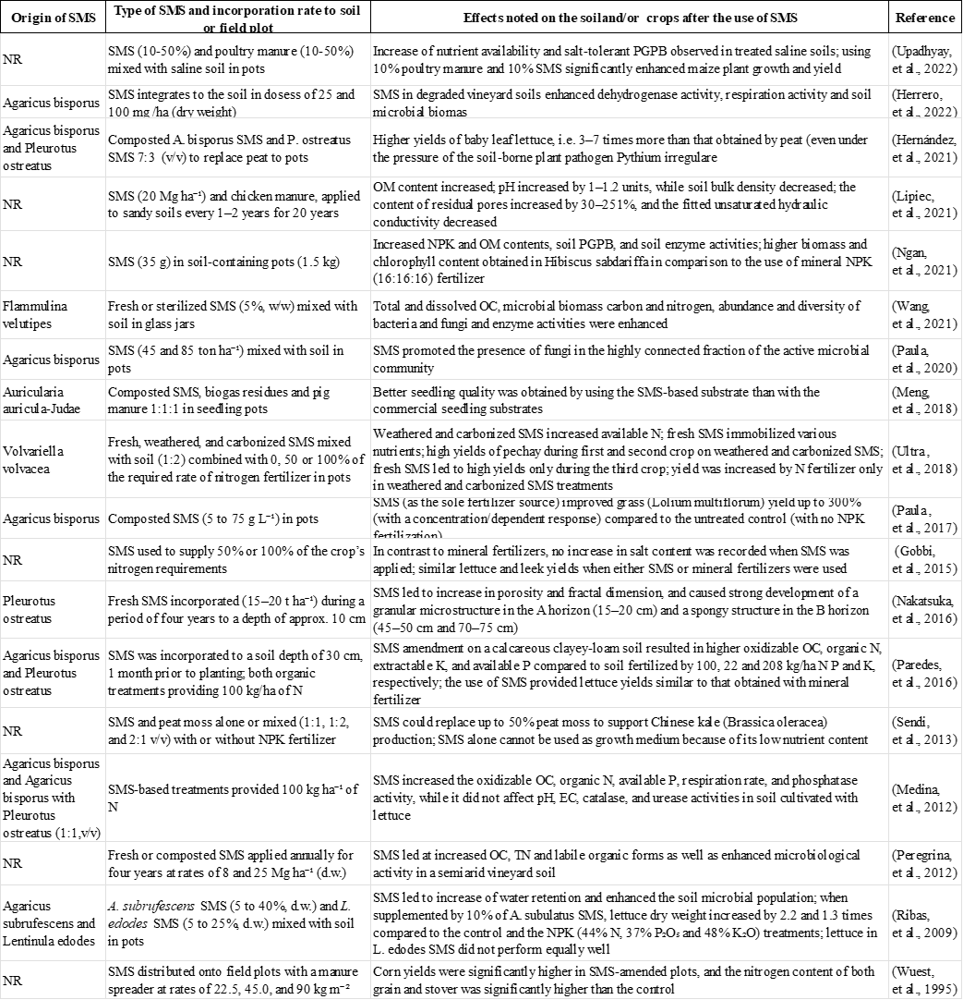 Origin of SMS
Type of SMS and incorporation rate to soil
or field plot
Effects noted on the soiland/or crops after the use of SMS
Reference
NR
SMS (10-50%) and poultry manure (10-50%)
mixed with saline soil in pots
Increase of nutrient availability and salt-tolerant PGPB observed in treated saline soils; using
10% poultry manure and 10% SMS significantly enhanced maize plant growth and yield
(Upadhyay,
et al., 2022)
Agaricus bisporus
SMS integrates to the soil in dosess of 25 and
100 mg /ha (dry weight)
SMS in degraded vineyard soils enhanced dehydrogenase activity, respiration activity and soil
microbial biomas
(Herrero,
et al., 2022)
Agaricus bisporus
and Pleurotus
ostreatus
Composted A. bisporus SMS and P. ostreatus
SMS 7:3 (v/v) to replace peat to pots
Higher yields of baby leaf lettuce, i.e. 3–7 times more than that obtained by peat (even under
the pressure of the soil-borne plant pathogen Pythium irregulare
(Hernández,
et al., 2021)
NR
SMS (20 Mg ha⁻¹) and chicken manure, applied
to sandy soils every 1–2 years for 20 years
OM content increased; pH increased by 1–1.2 units, while soil bulk density decreased; the
content of residual pores increased by 30–251%, and the fitted unsaturated hydraulic
conductivity decreased
(Lipiec,
et al., 2021)
NR
SMS (35 g) in soil-containing pots (1.5 kg)
Increased NPK and OM contents, soil PGPB, and soil enzyme activities; higher biomass and
chlorophyll content obtained in Hibiscus sabdariffa in comparison to the use of mineral NPK
(16:16:16) fertilizer
(Ngan,
et al., 2021)
Flammulina
velutipes
Fresh or sterilized SMS (5%, w/w) mixed with
soil in glass jars
Total and dissolved OC, microbial biomass carbon and nitrogen, abundance and diversity of
bacteria and fungi and enzyme activities were enhanced
(Wang,
et al., 2021)
Agaricus bisporus
SMS (45 and 85 ton ha⁻¹) mixed with soil in
pots
SMS promoted the presence of fungi in the highly connected fraction of the active microbial
community
(Paula,
et al., 2020)
Auricularia
auricula-Judae
Composted SMS, biogas residues and pig
manure 1:1:1 in seedling pots
Better seedling quality was obtained by using the SMS-based substrate than with the
commercial seedling substrates
(Meng,
et al., 2018)
Volvariella
volvacea
Fresh, weathered, and carbonized SMS mixed
with soil (1:2) combined with 0, 50 or 100% of
the required rate of nitrogen fertilizer in pots
Weathered and carbonized SMS increased available N; fresh SMS immobilized various
nutrients; high yields of pechay during first and second crop on weathered and carbonized SMS;
fresh SMS led to high yields only during the third crop; yield was increased by N fertilizer only
in weathered and carbonized SMS treatments
(Ultra,
et al., 2018)
Agaricus bisporus
Composted SMS (5 to 75 g L⁻¹) in pots
SMS (as the sole fertilizer source) improved grass (Lolium multiflorum) yield up to 300%
(with a concentration/dependent response) compared to the untreated control (with no NPK
fertilization)
(Paula,
et al., 2017)
NR
SMS used to supply 50% or 100% of the crop's
nitrogen requirements
In contrast to mineral fertilizers, no increase in salt content was recorded when SMS was
applied; similar lettuce and leek yields when either SMS or mineral fertilizers were used
(Gobbi,
et al., 2015)
Pleurotus
ostreatus
Fresh SMS incorporated (15–20 t ha⁻¹) during a
period of four years to a depth of approx. 10 cm
SMS led to increase in porosity and fractal dimension, and caused strong development of a
granular microstructure in the A horizon (15–20 cm) and a spongy structure in the B horizon
(45–50 cm and 70–75 cm)
(Nakatsuka,
et al., 2016)
Agaricus bisporus
and Pleurotus
ostreatus
SMS was incorporated to a soil depth of 30 cm,
1 month prior to planting; both organic
treatments providing 100 kg/ha of N
SMS amendment on a calcareous clayey-loam soil resulted in higher oxidizable OC, organic N,
extractable K, and available P compared to soil fertilized by 100, 22 and 208 kg/ha N P and K,
respectively; the use of SMS provided lettuce yields similar to that obtained with mineral
fertilizer
(Paredes,
et al., 2016)
NR
SMS and peat moss alone or mixed (1:1, 1:2,
and 2:1 v/v) with or without NPK fertilizer
SMS could replace up to 50% peat moss to support Chinese kale (Brassica oleracea)
production; SMS alone cannot be used as growth medium because of its low nutrient content
(Sendi,
et al., 2013)
Agaricus bisporus
and Agaricus
bisporus with
Pleurotus
ostreatus (1:1,v/v)
SMS-based treatments provided 100 kg ha⁻¹ of
N
SMS increased the oxidizable OC, organic N, available P, respiration rate, and phosphatase
activity, while it did not affect pH, EC, catalase, and urease activities in soil cultivated with
lettuce
(Medina,
et al., 2012)
NR
Fresh or composted SMS applied annually for
four years at rates of 8 and 25 Mg ha⁻¹ (d.w.)
SMS led at increased OC, TN and labile organic forms as well as enhanced microbiological
activity in a semiarid vineyard soil
(Peregrina,
et al., 2012)
Agaricus
subrufescens and
Lentinula edodes
A. subrufescens SMS (5 to 40%, d.w.) and L.
edodes SMS (5 to 25%, d.w.) mixed with soil
in pots
SMS led to increase of water retention and enhanced the soil microbial population; when
supplemented by 10% of A. subulatus SMS, lettuce dry weight increased by 2.2 and 1.3 times
compared to the control and the NPK (44% N, 37% P₂O₅ and 48% K₂O) treatments; lettuce in
L. edodes SMS did not perform equally well
(Ribas,
et al., 2009)
NR
SMS distributed onto field plots with a manure
spreader at rates of 22.5, 45.0, and 90 kg m⁻²
Corn yields were significantly higher in SMS-amended plots, and the nitrogen content of both
grain and stover was significantly higher than the control
(Wuest,
et al., 1995)